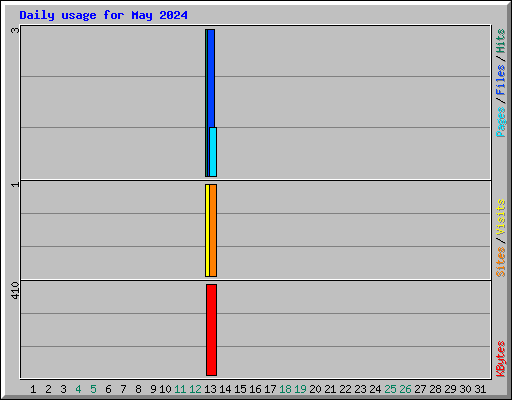 Daily usage for May 2024
3
1
410
Pages / Files / Hits
Sites / Visits
KBytes
1 2 3 4 5 6 7 8 9 10 11 12 13 14 15 16 17 18 19 20 21 22 23 24 25 26 27 28 29 30 31